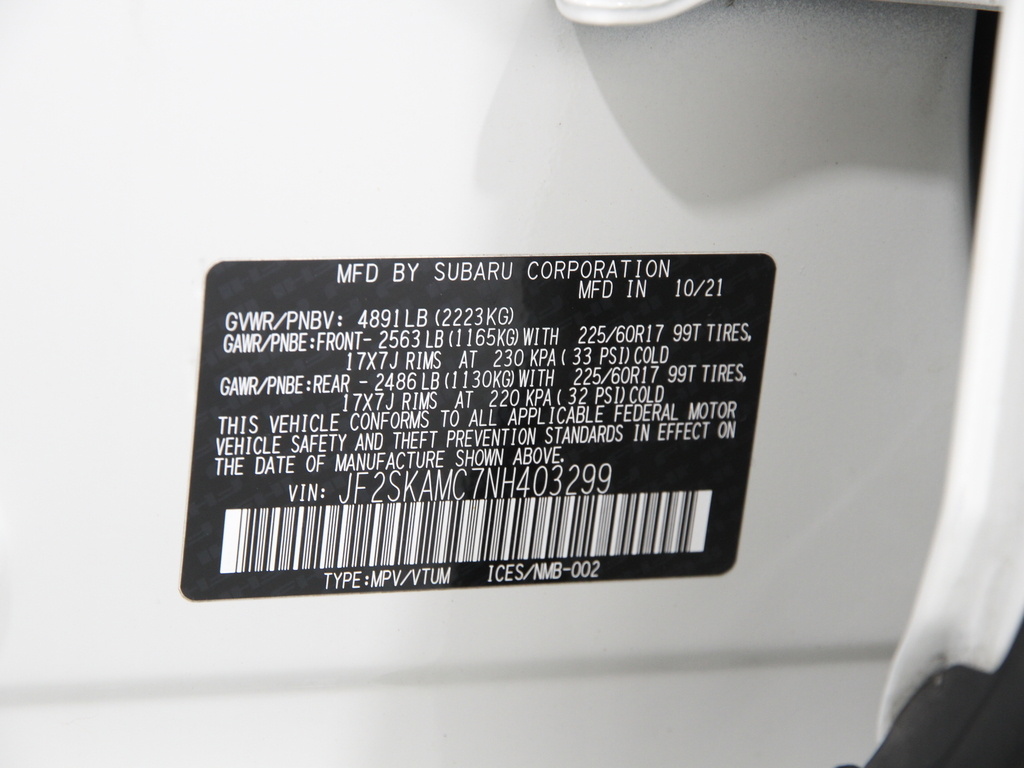 MFD BY SUBARU CORPORATION
MFD IN 10/21
GVWR/PNBV: 4891LB (2223KG)
GAWR/PNBE:FRONT- 2563LB (1165KG) WITH 225/60R17 99T TIRES,
17X7J RIMS AT 230 KPA ( 33 PSI) COLD
GAWR/PNBE:REAR - 2486LB (1130KG) WITH 225/60R17 99T TIRES,
17X7J RIMS AT 220 KPA ( 32 PSI) COLD
THIS VEHICLE CONFORMS TO ALL APPLICABLE FEDERAL MOTOR
VEHICLE SAFETY AND THEFT PREVENTION STANDARDS IN EFFECT ON
THE DATE OF MANUFACTURE SHOWN ABOVE.
VIN: JF2SKAMC7NH403299
TYPE:MPV/VTUM ICES/NMB-002